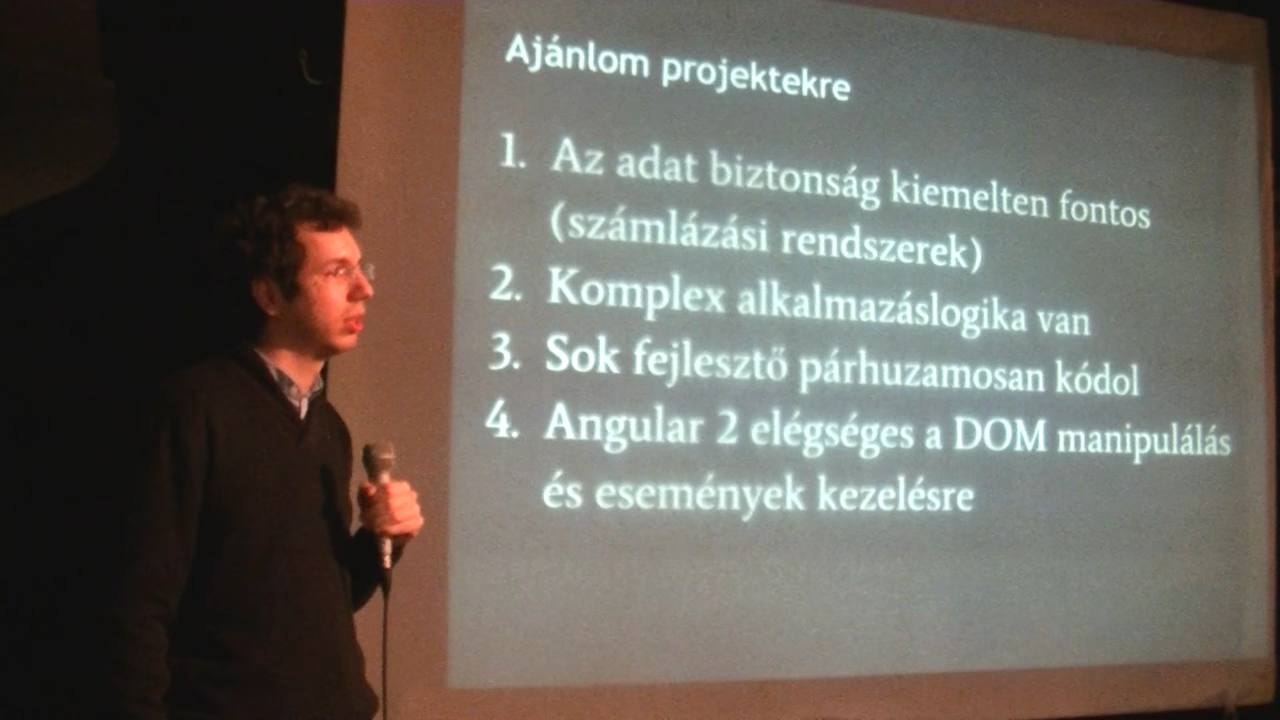 Ajánlom projektekre
1. Az adat biztonság kiemelten fontos
(számlázási rendszerek)
2. Komplex alkalmazáslogika van
3. Sok fejlesztő párhuzamosan kódol
4. Angular 2 elégséges a DOM manipulálás
és események kezelésre